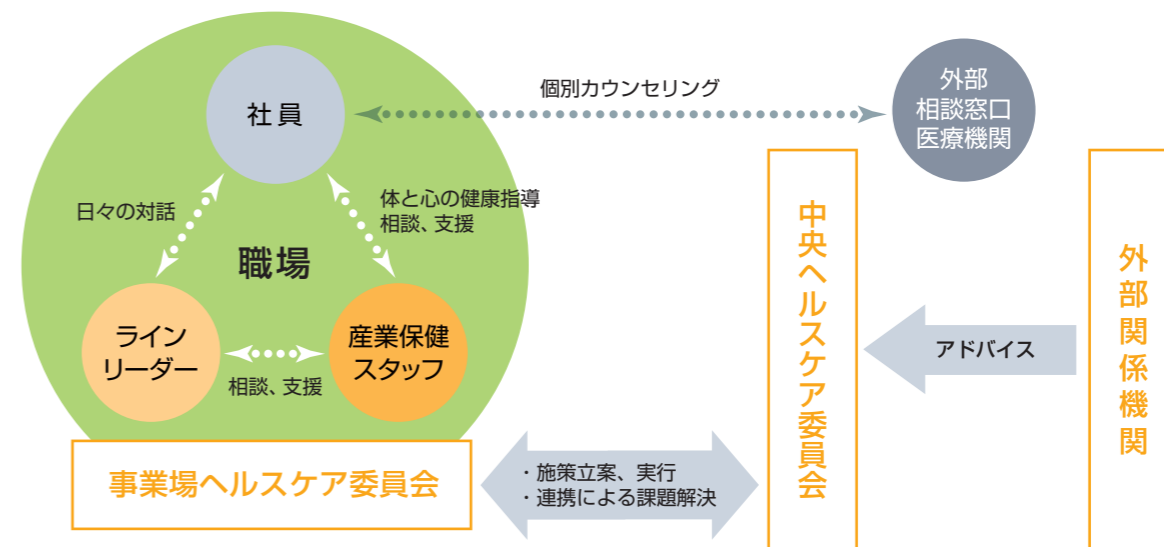 社員
個別カウンセリング
外部
相談窓口
医療機関
日々の対話
体と心の健康指導
相談、支援
職場
ライン
リーダー
産業保健
スタッフ
相談、支援
事業場ヘルスケア委員会
・施策立案、実行
・連携による課題解決
中央ヘルスケア委員会
アドバイス
外部関係機関